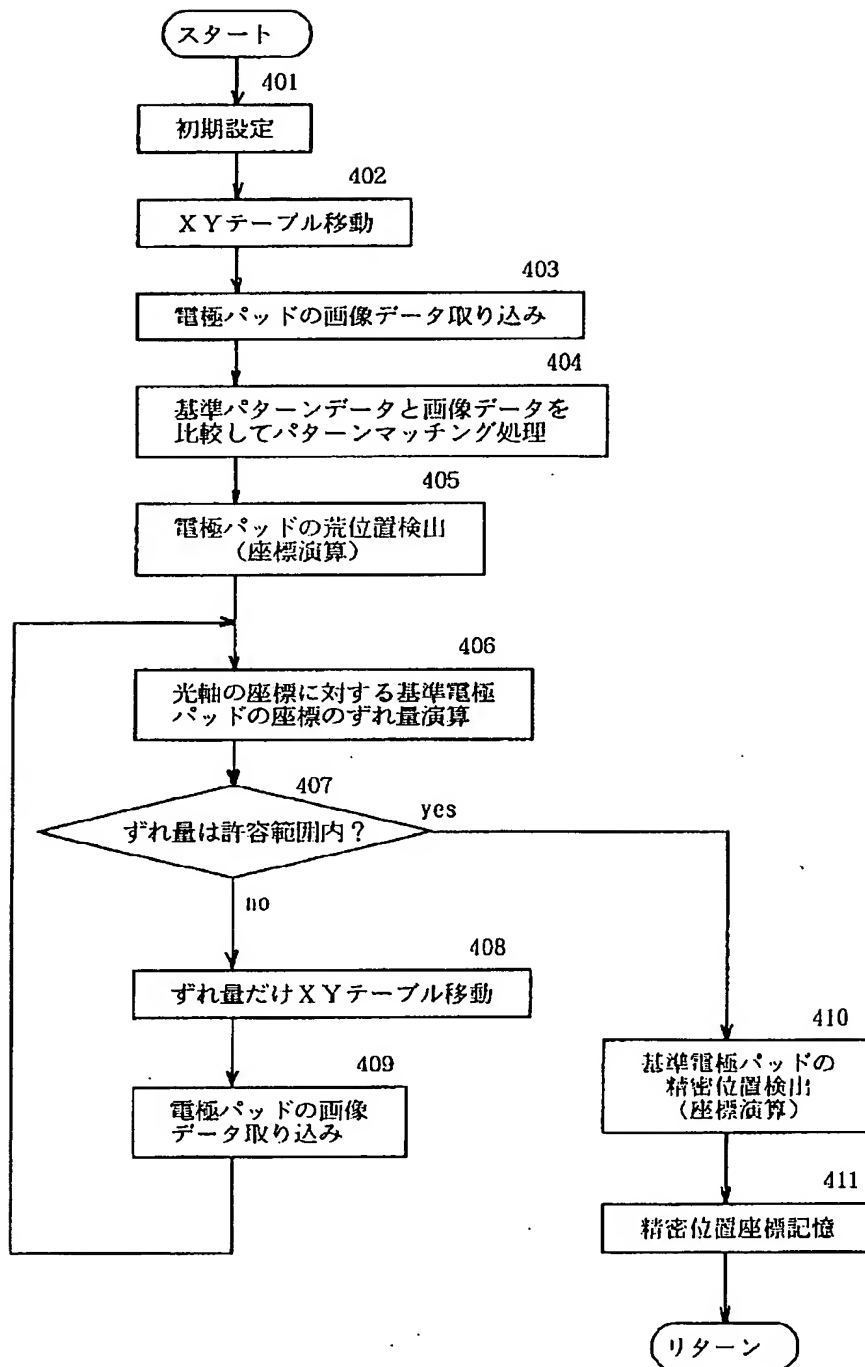 スタート
401
初期設定
402
XYテーブル移動
403
電極パッドの画像データ取り込み
404
基準パターンデータと画像データを
比較してパターンマッチング処理
405
電極パッドの荒位置検出
(座標演算)
406
光軸の座標に対する基準電極
パッドの座標のずれ量演算
407
ずれ量は許容範囲内?
yes
no
408
ずれ量だけXYテーブル移動
409
電極パッドの画像
データ取り込み
410
基準電極パッドの
精密位置検出
(座標演算)
411
精密位置座標記憶
リターン